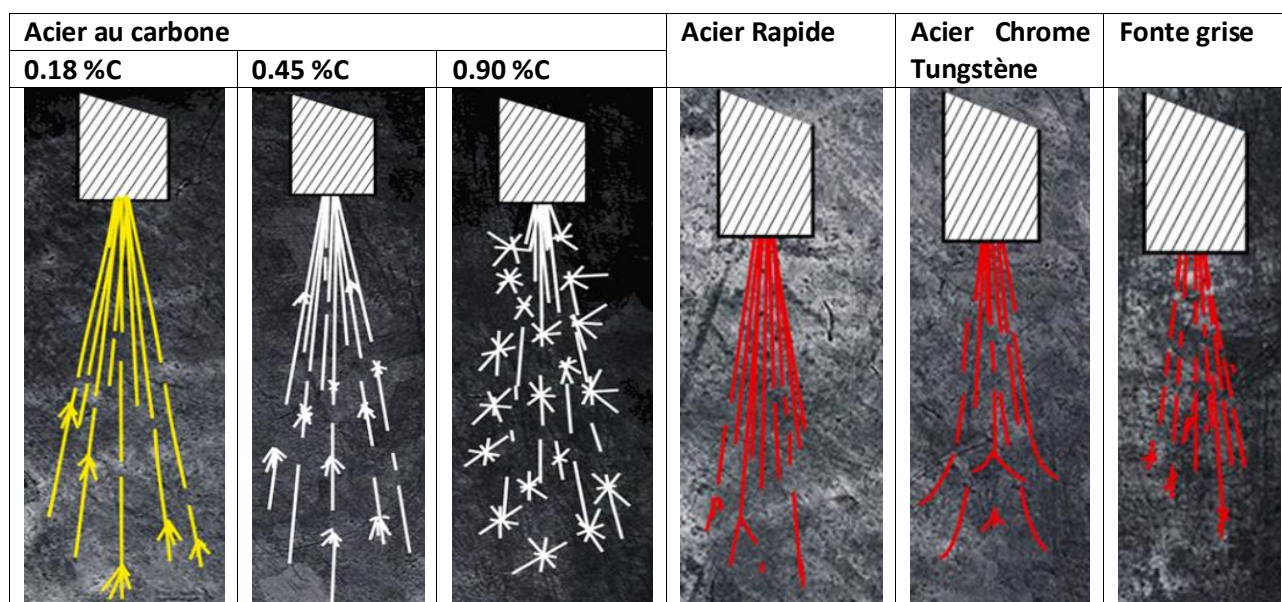 Acier au carbone
Acier Rapide
Acier Chrome
Tungstène
Fonte grise
0.18 %C
0.45 %C
0.90 %C